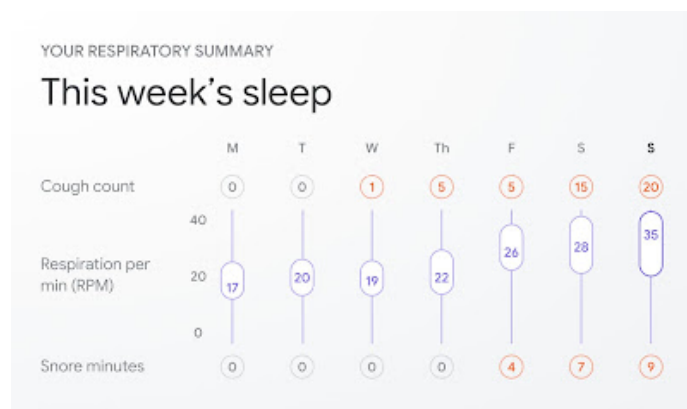 YOUR RESPIRATORY SUMMARY
This week's sleep
M T W Th F S S
Cough count 0 0 1 5 5 15 20
40
Respiration per
min (RPM)
20
0
17 20 19 22 26 28 35
Snore minutes 0 0 0 0 4 7 9